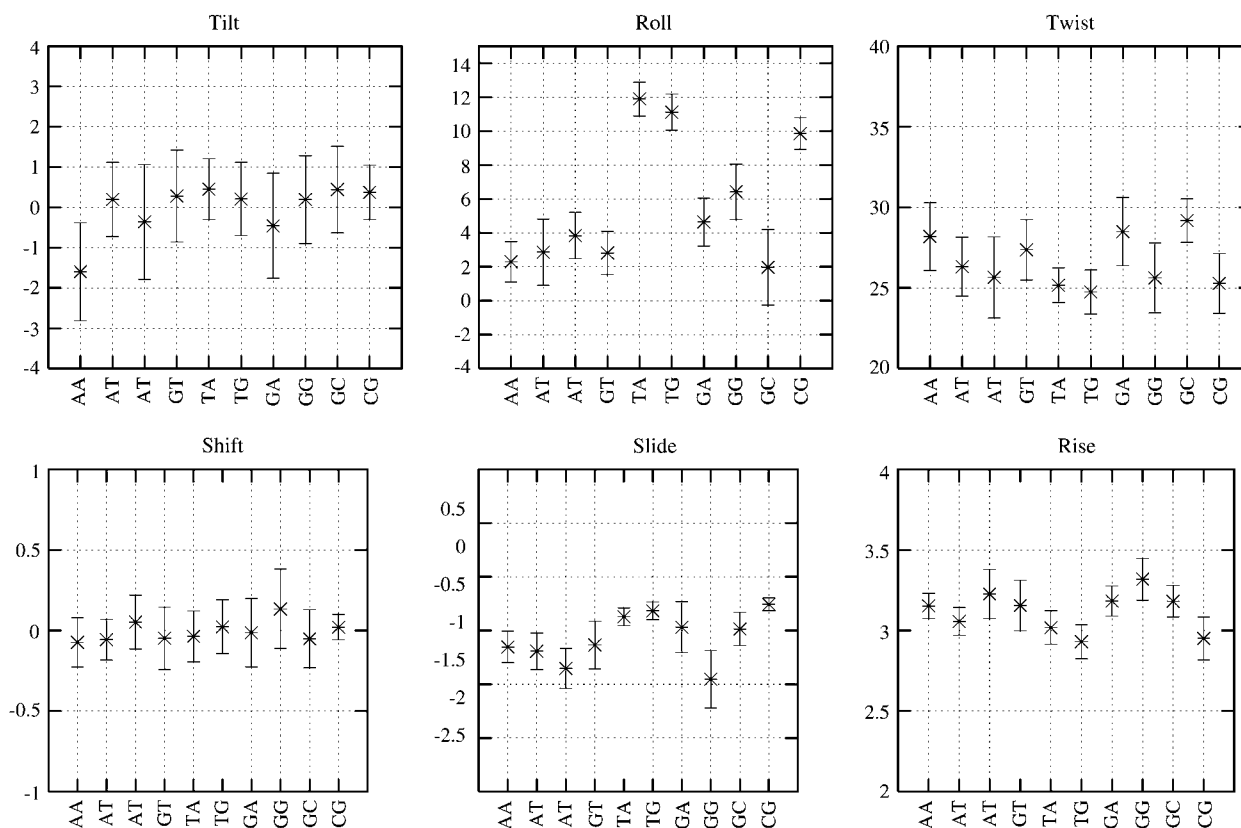 Tilt
4
3
2
1
0
-1
-2
-3
-4
AA
AT
AT
GT
TA
TG
GA
GG
GC
CG
Roll
14
12
10
8
6
4
2
0
-2
-4
AA
AT
AT
GT
TA
TG
GA
GG
GC
CG
Twist
40
35
30
25
20
AA
AT
AT
GT
TA
TG
GA
GG
GC
CG
Shift
1
0.5
0
-0.5
-1
AA
AT
AT
GT
TA
TG
GA
GG
GC
CG
Slide
0.5
0
-0.5
-1
-1.5
-2
-2.5
AA
AT
AT
GT
TA
TG
GA
GG
GC
CG
Rise
4
3.5
3
2.5
2
AA
AT
AT
GT
TA
TG
GA
GG
GC
CG